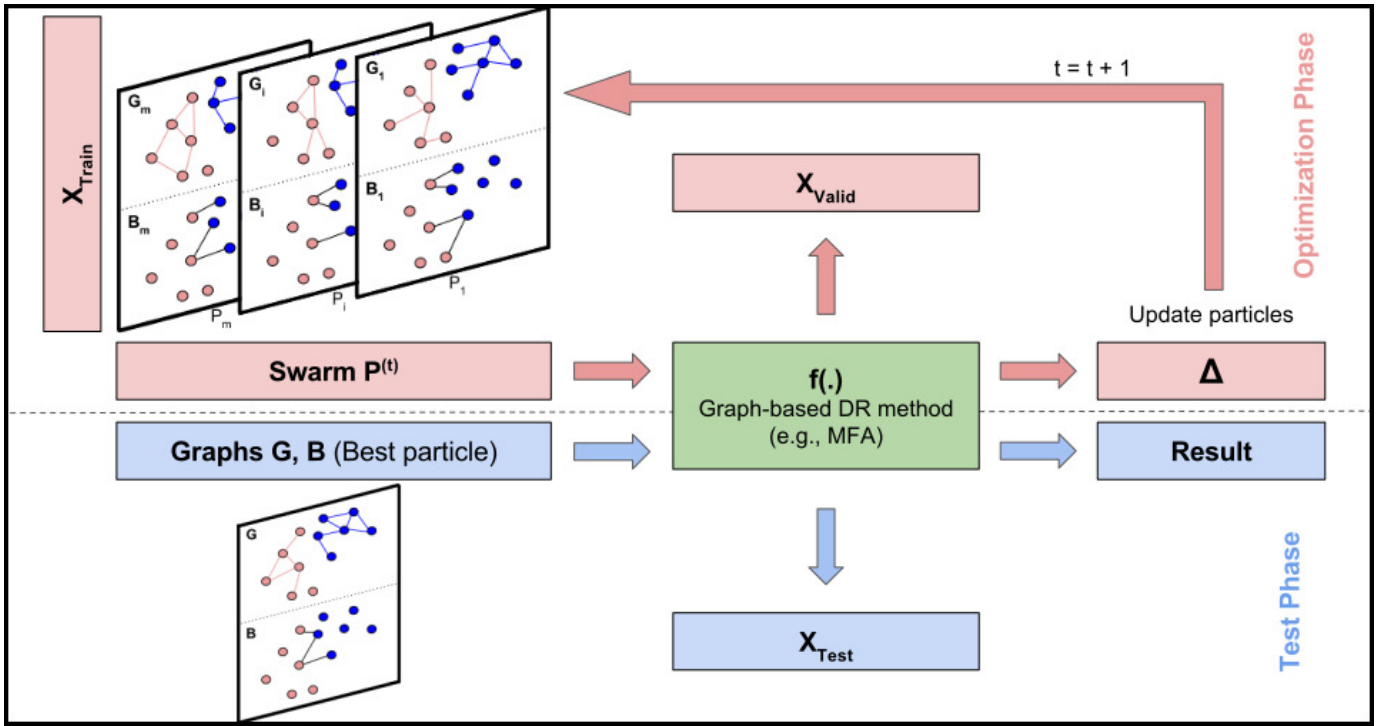 X_Train
G_m
G_i
G_1
B_m
B_i
B_1
P_m
P_i
P_1
t = t + 1
Optimization Phase
X_Valid
Update particles
Swarm P^(t)
f(.)
Graph-based DR method
(e.g., MFA)
Δ
Graphs G, B (Best particle)
Result
G
B
X_Test
Test Phase